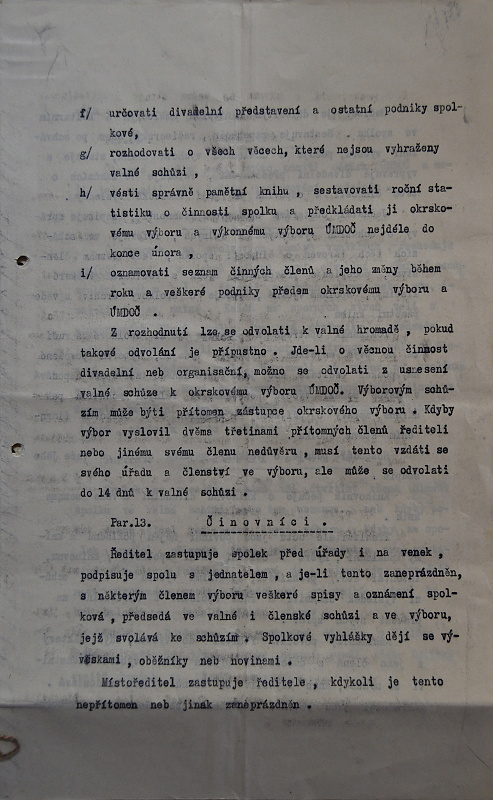 f/ určovati divadelní představení a ostatní podniky spol-
kové,
g/ rozhodovati o všech věcech, které nejsou vyhraženy
valné schůzi ,
h/ vésti správně pamětní knihu , sestavovati roční sta-
tistiku o činnosti spolku a předkládati ji okrsko-
vému výboru a výkonnému výboru ÚMDOČ nejdéle do
konce února ,
i/ oznamovati seznam činných členů a jeho změny během
roku a veškeré podniky předem okrskovému výboru a
ÚMDOČ .
Z rozhodnutí lze se odvolati k valné hromadě , pokud
takové odvolání je přípustno . Jde-li o věcnou činnost
divadelní neb organisační, možno se odvolati z usnesení
valné schůze k okrskovému výboru ÚMDOČ. Výborovým schů-
zím může býti přítomen zástupce okrskového výboru . Kdyby
výbor vyslovil dvěma třetinami přítomných členů řediteli
nebo jinému svému členu nedůvěru , musí tento vzdáti se
svého úřadu a členství ve výboru, ale může se odvolati
do 14 dnů k valné schůzi .
Par.13. Činovníci .
Ředitel zastupuje spolek před úřady i na venek ,
podpisuje spolu s jednatelem , a je-li tento zaneprázdněn,
s některým členem výboru veškeré spisy a oznámení spol-
ková , předsedá ve valné i členské schůzi a ve výboru,
jejž svolává ke schůzím . Spolkové vyhlášky dějí se vý-
věskami , oběžníky neb novinami .
Místoředitel zastupuje ředitele , kdykoli je tento
nepřítomen neb jinak zaneprázdněn .